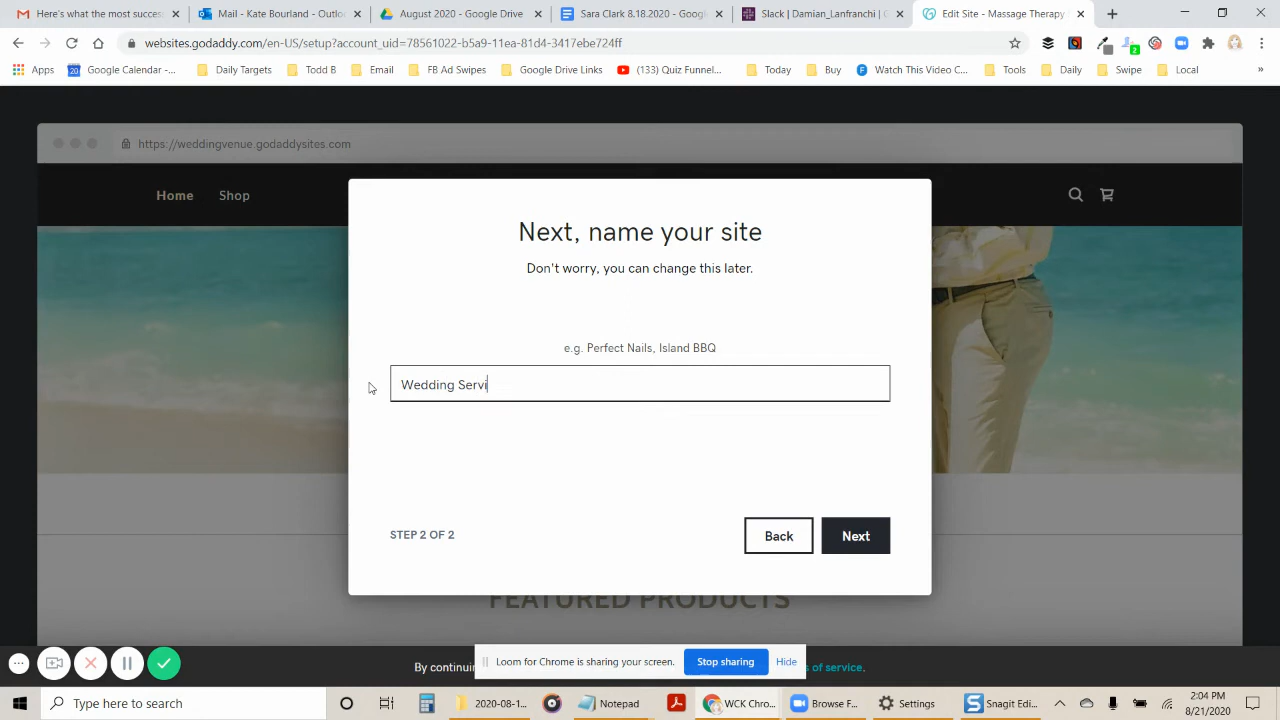 Here's what the most success
Mail - Kate Bourland - Outloo
August 2020 - Google Drive
Sara Clark 8.18.2020 - Goog
Slack | Damian_Lanfranchi |
Edit Site - Massage Therapy
websites.godaddy.com/en-US/setup?account_uid=78561022-b5a9-11ea-81d4-3417ebe724ff
Apps
Google Calendar -...
Daily Targets
Todd B
Email
FB Ad Swipes
Google Drive Links
(133) Quiz Funnel...
Today
Buy
Watch This Video C...
Tools
Daily
Swipe
Local
»
https://weddingvenue.godaddysites.com
Home
Shop
Next, name your site
Don't worry, you can change this later.
e.g. Perfect Nails, Island BBQ
Wedding Servi
STEP 2 OF 2
Back
Next
FEATURED PRODUCTS
By continui
s of service.
Loom for Chrome is sharing your screen.
Stop sharing
Hide
Type here to search
2020-08-1...
Notepad
WCK Chro...
Browse F...
Settings
Snagit Edi...
2:04 PM
8/21/2020